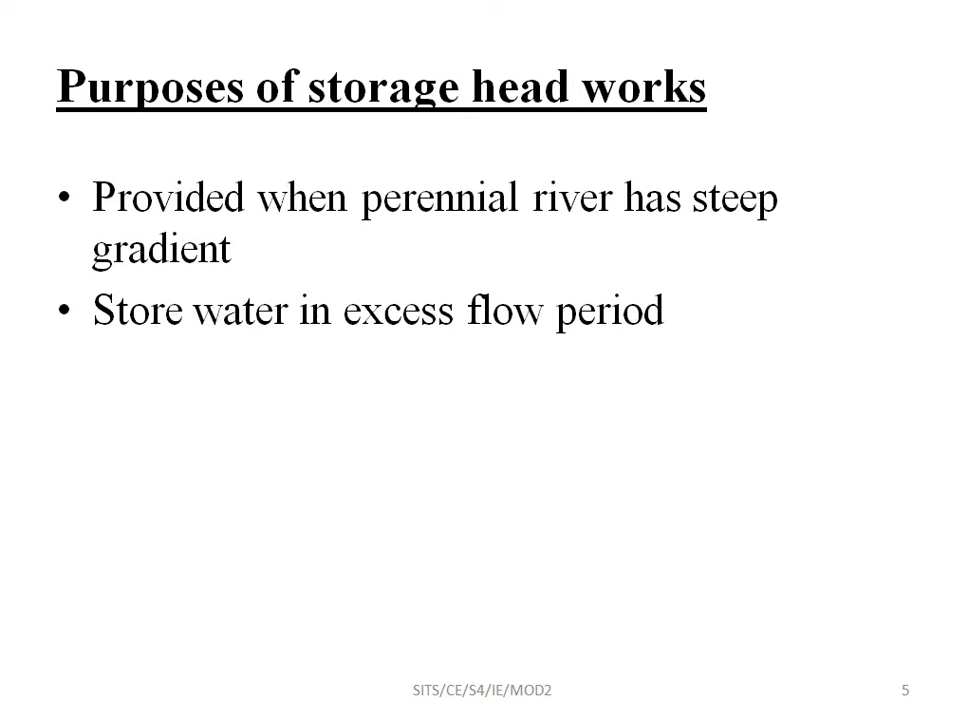 Purposes of storage head works
• Provided when perennial river has steep
gradient
• Store water in excess flow period
SITS/CE/S4/IE/MOD2
5